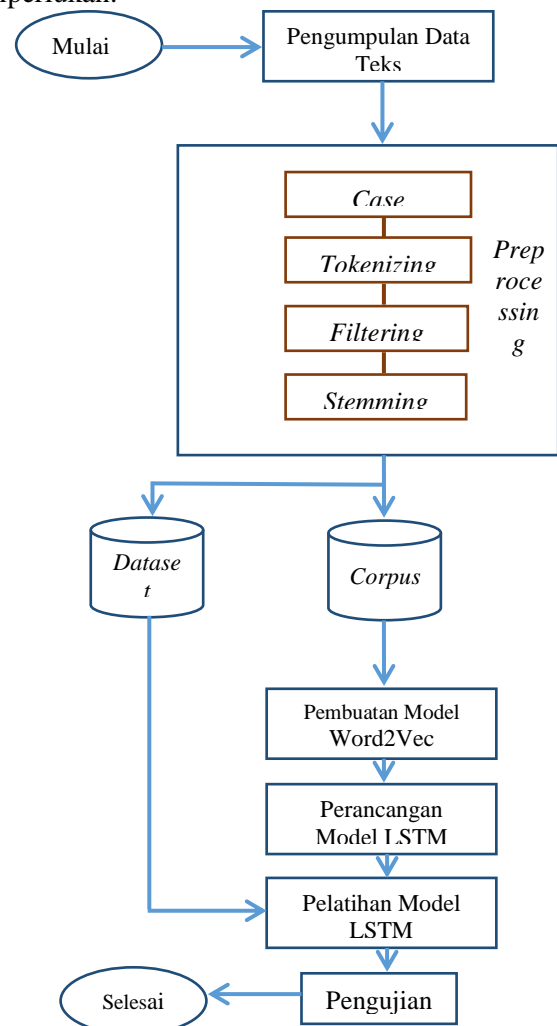 Mulai
Pengumpulan Data
Teks
Case
Tokenizing
Filtering
Stemming
Prep
roce
ssin
g
Datase
t
Corpus
Pembuatan Model
Word2Vec
Perancangan
Model LSTM
Pelatihan Model
LSTM
Pengujian
Selesai